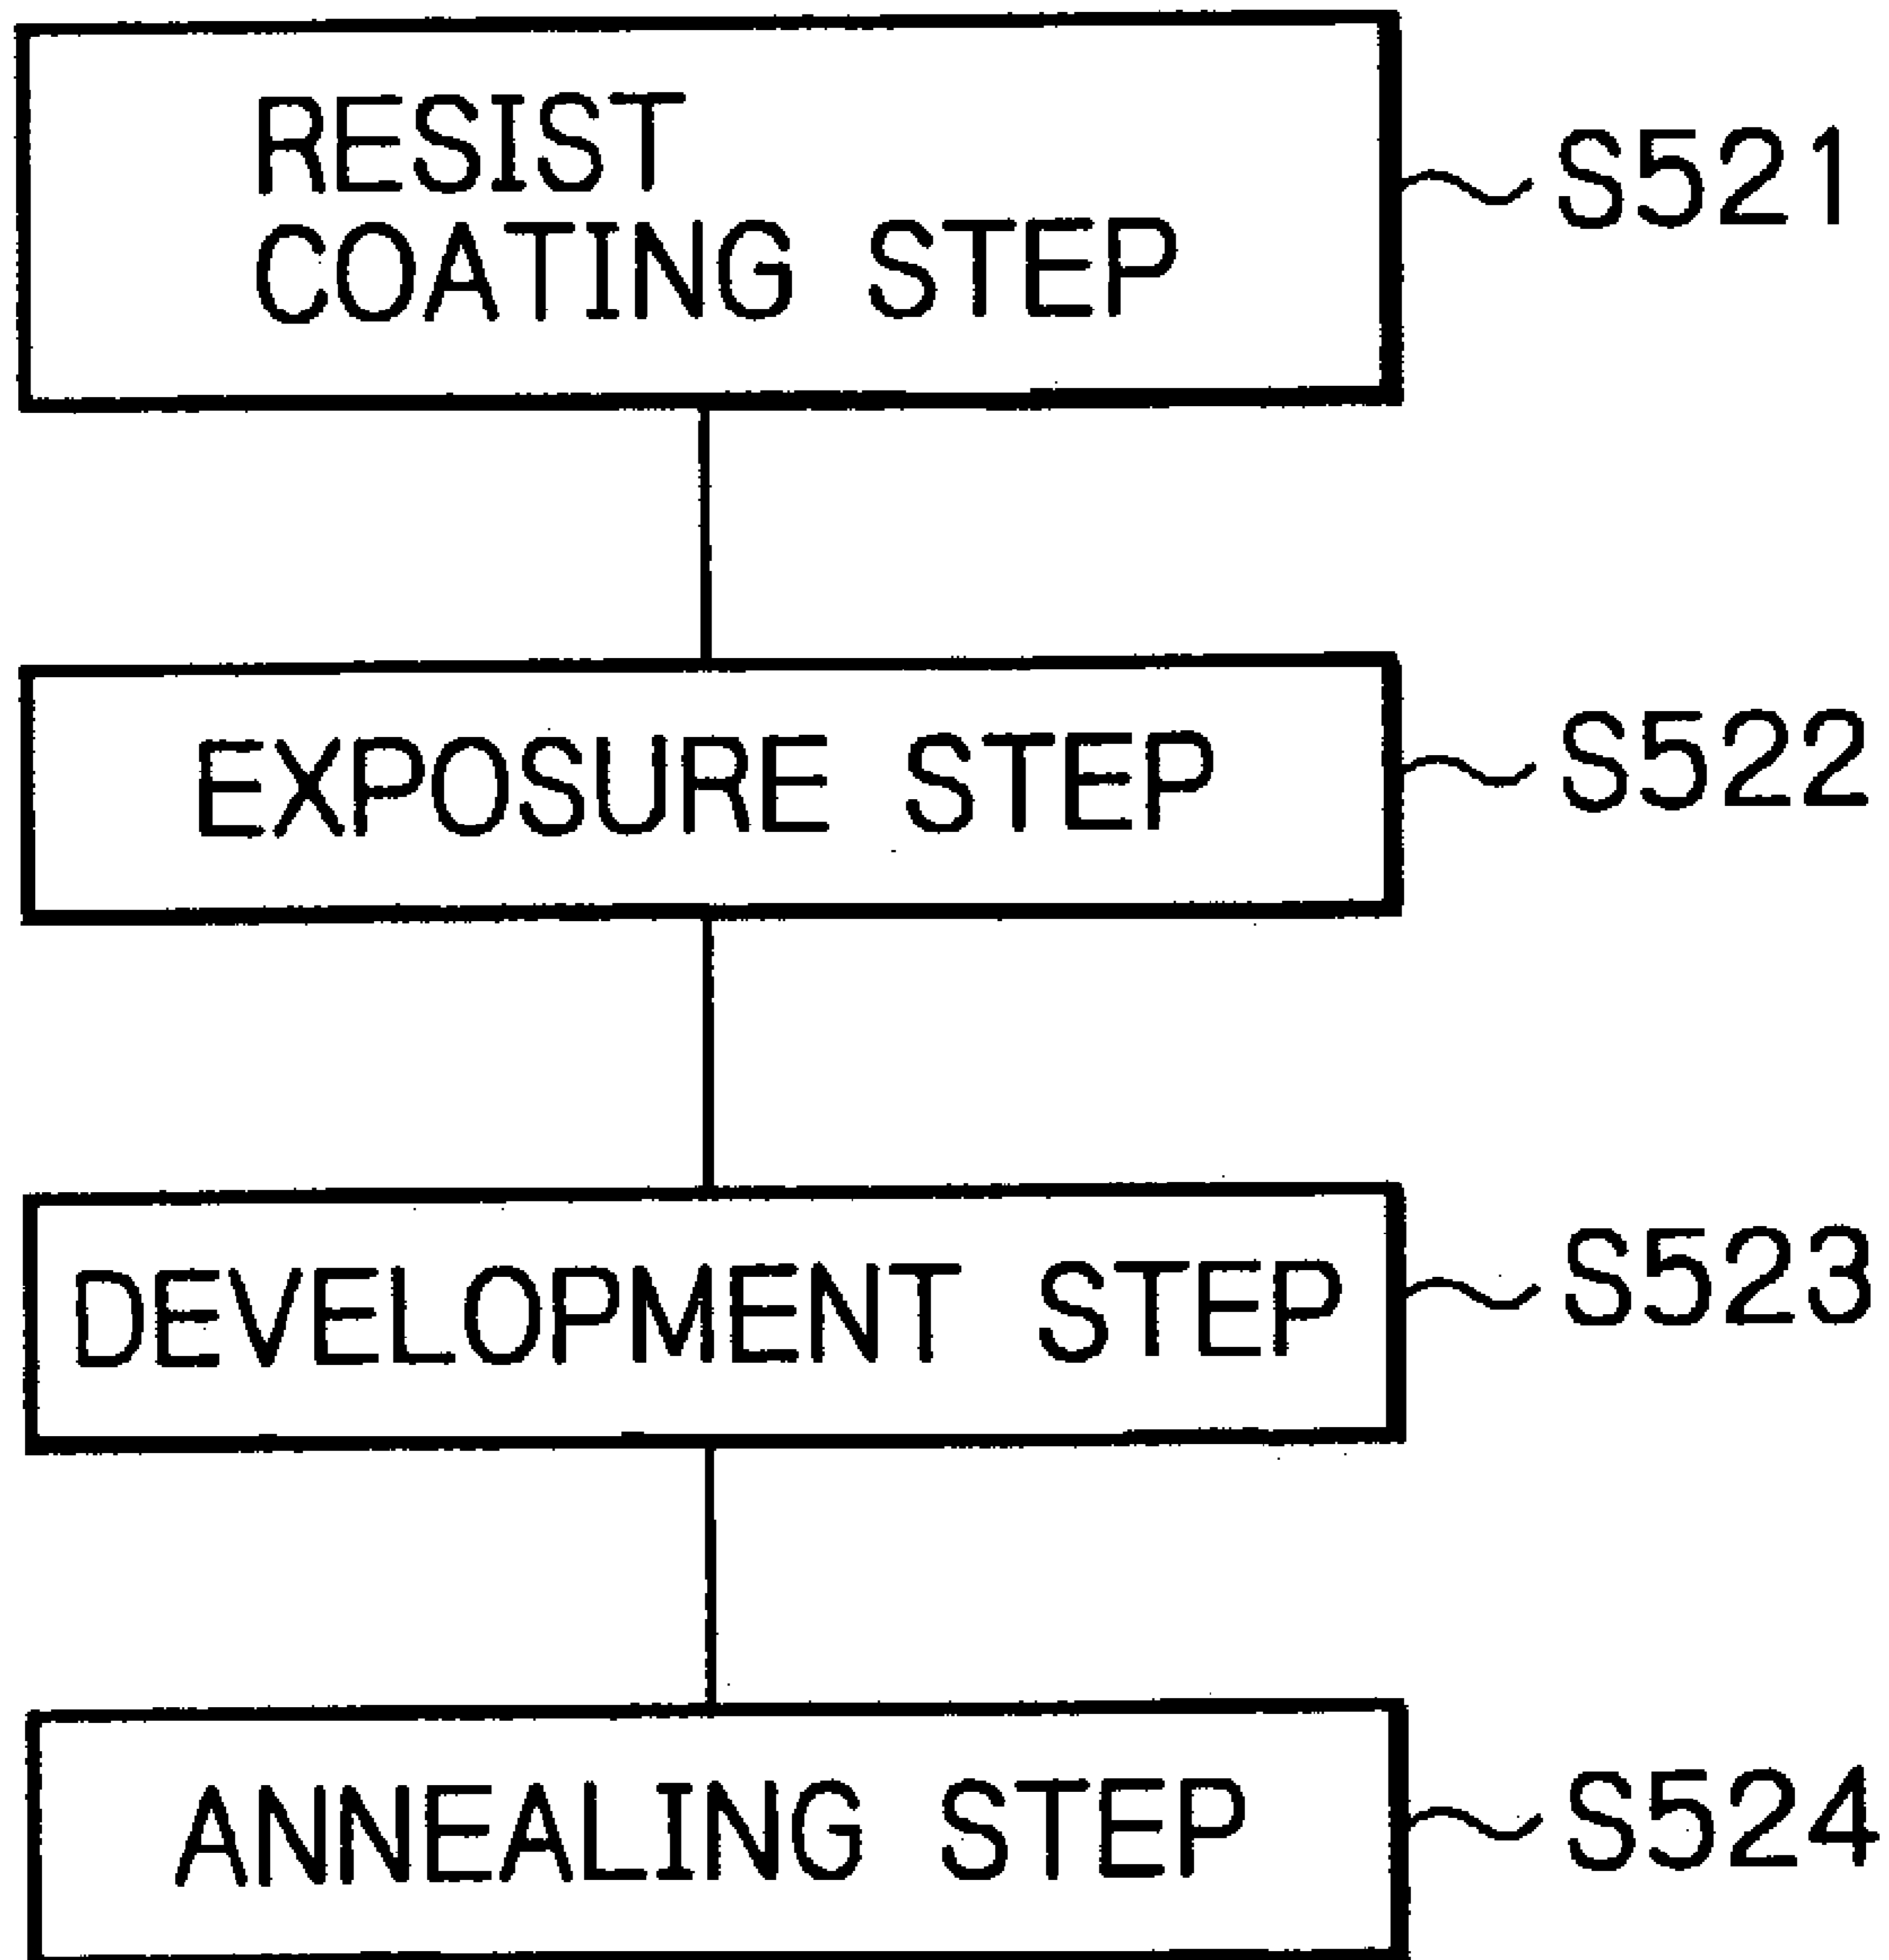 RESIST
COATING STEP
S521
EXPOSURE STEP
S522
DEVELOPMENT STEP
S523
ANNEALING STEP
S524